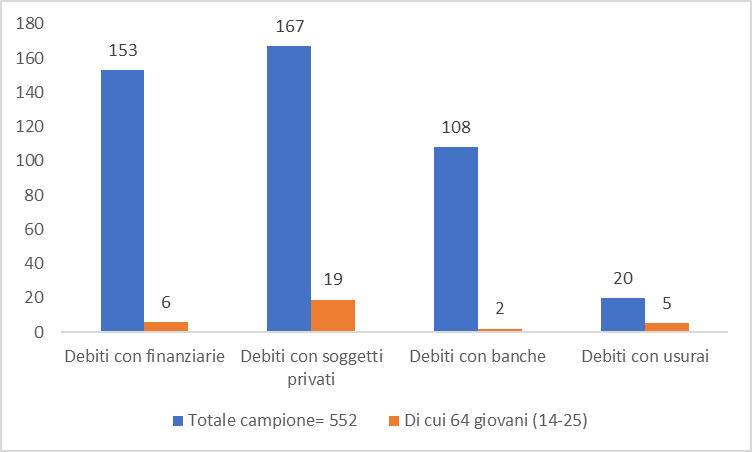 180
160
140
120
100
80
60
40
20
0
153
6
167
19
108
2
20
5
Debiti con finanziarie
Debiti con soggetti
privati
Debiti con banche
Debiti con usurai
Totale campione= 552
Di cui 64 giovani (14-25)